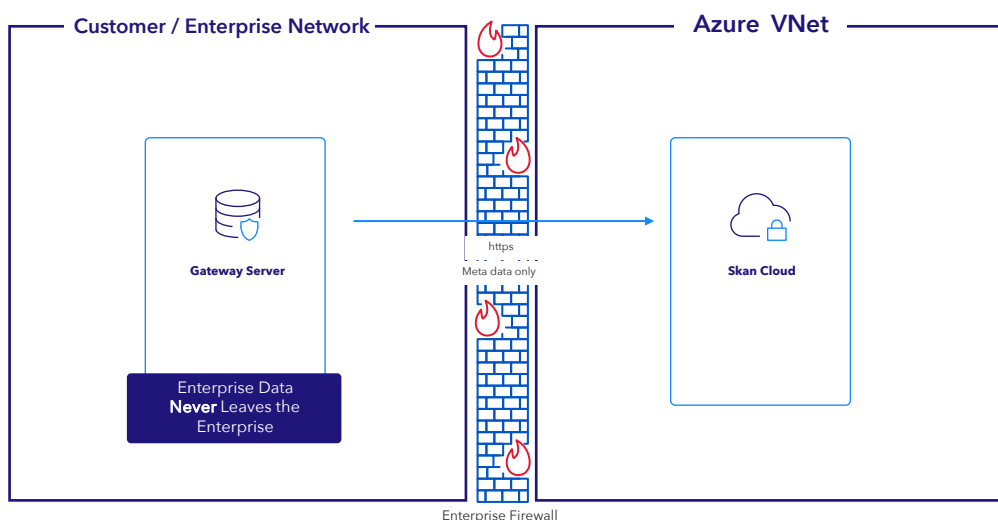 Customer / Enterprise Network
Azure VNet
https
Meta data only
Gateway Server
Skan Cloud
Enterprise Data
Never Leaves the
Enterprise
Enterprise Firewall